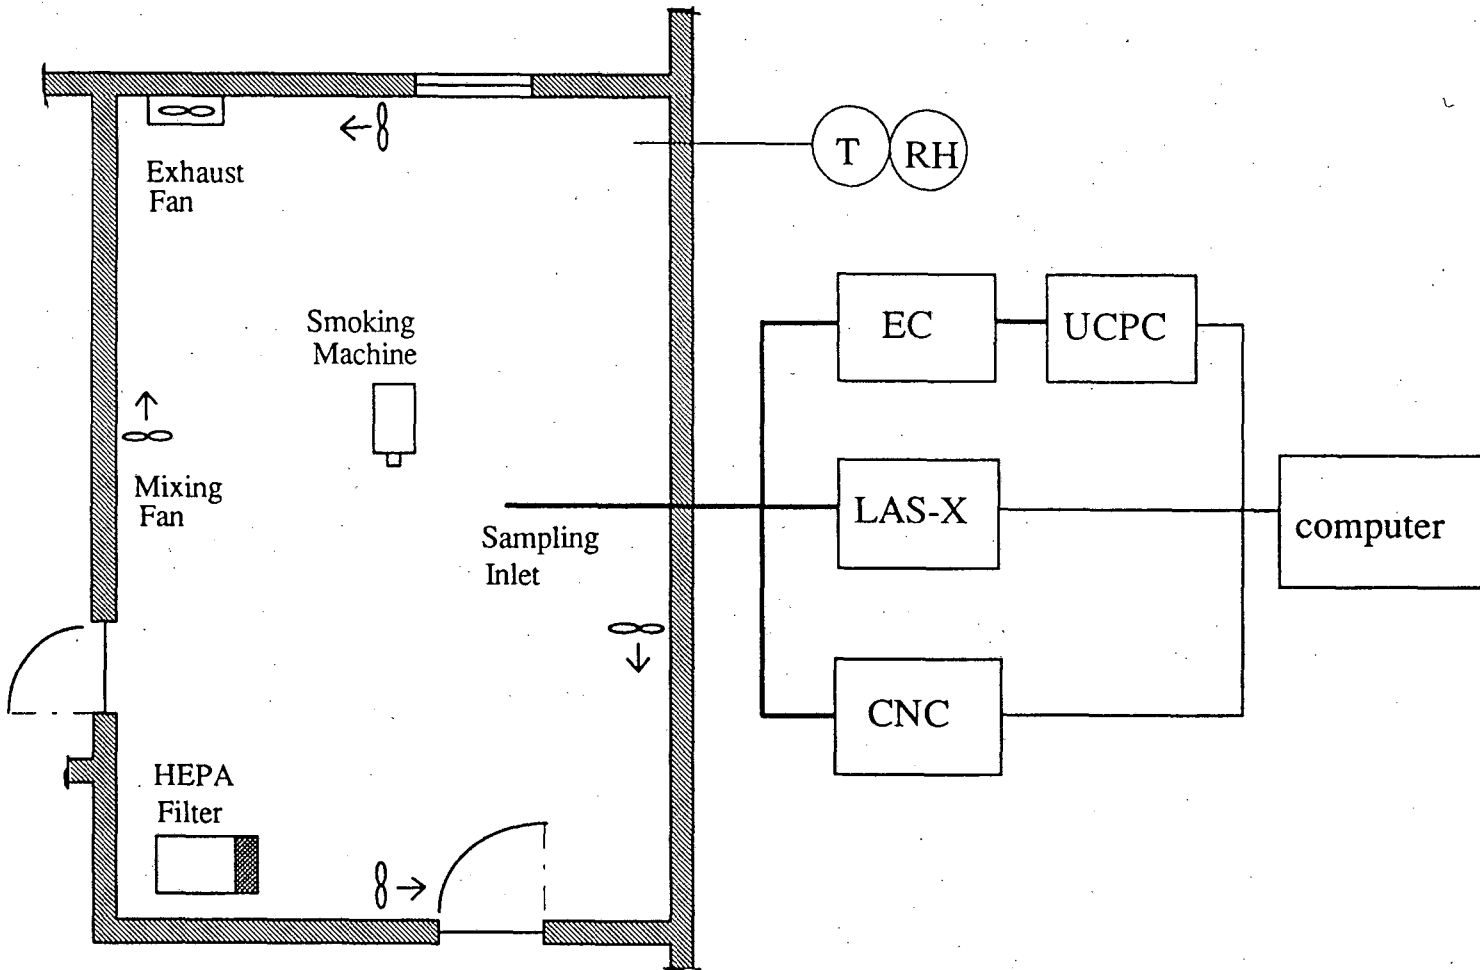 Exhaust
Fan
T
RH
Smoking
Machine
EC
UCPC
Mixing
Fan
LAS-X
computer
Sampling
Inlet
CNC
HEPA
Filter